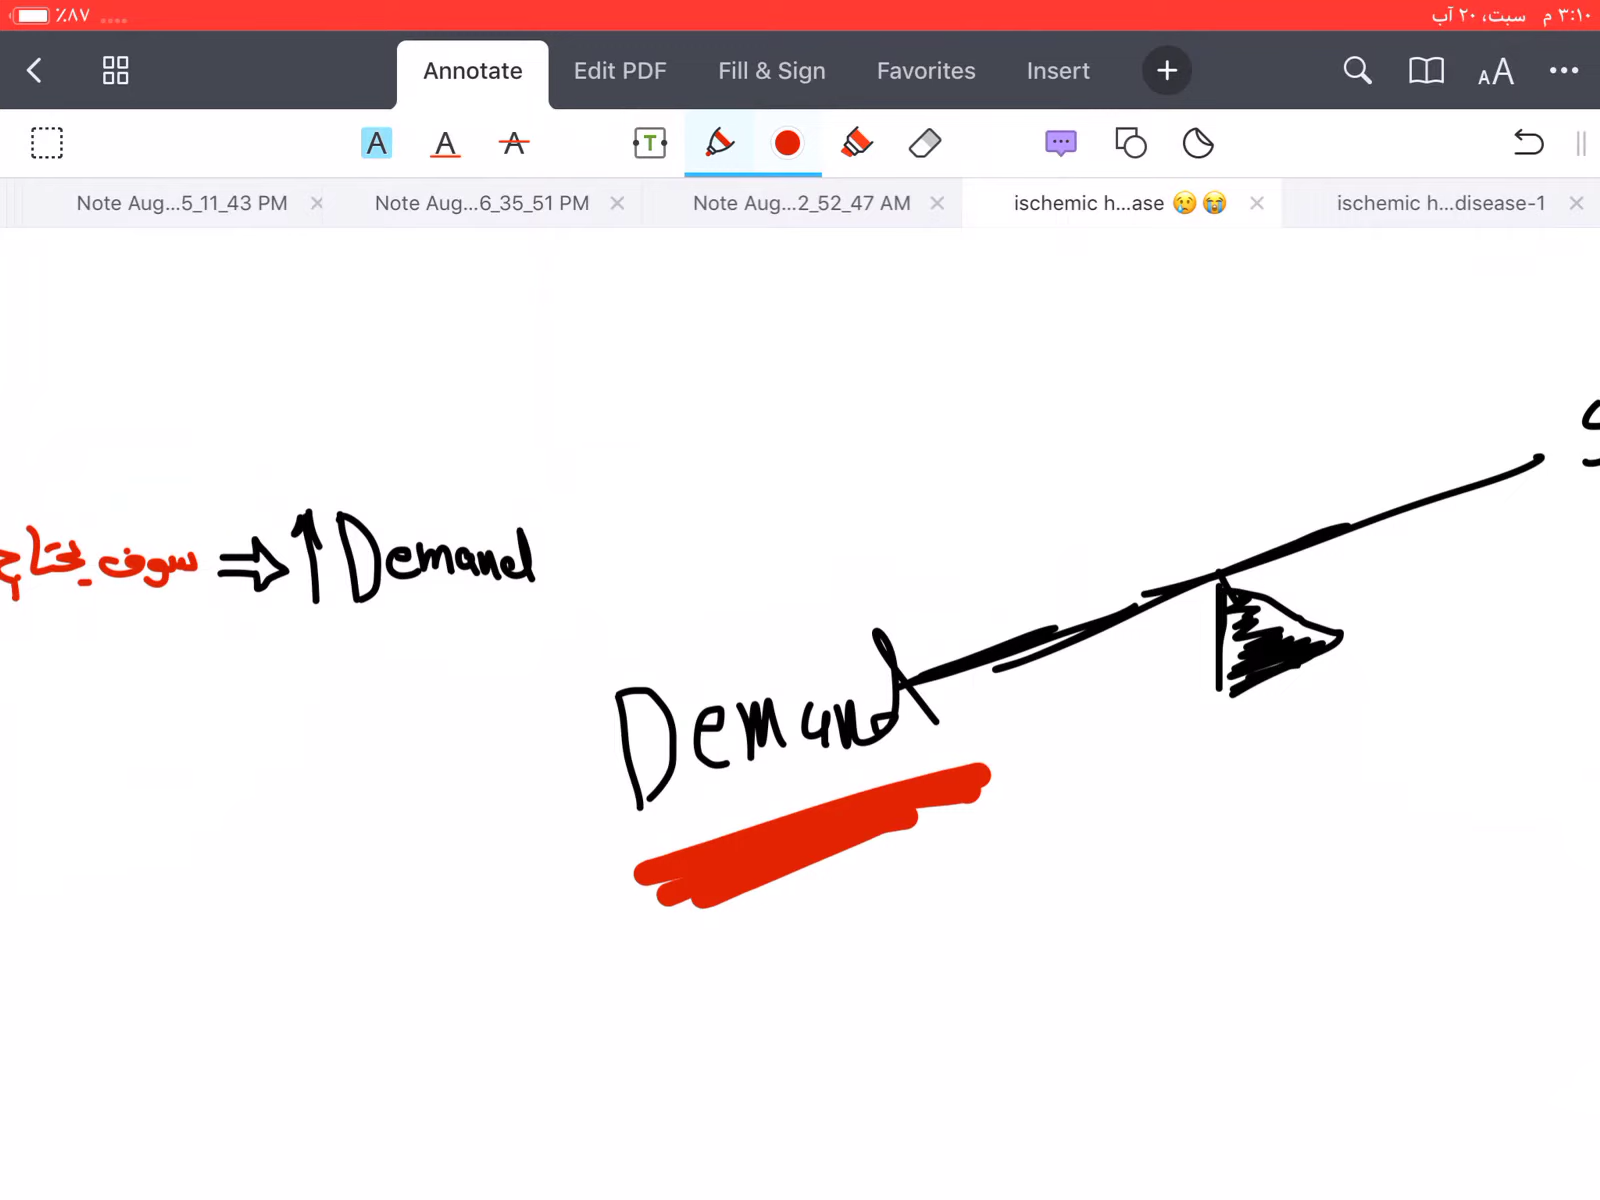 ٪٨٧ .... سبت، ٢٠ آب ٣:١٠ م
Annotate Edit PDF Fill & Sign Favorites Insert
Note Aug...5_11_43 PM Note Aug...6_35_51 PM Note Aug...2_52_47 AM ischemic h...ase 😢 😭 ischemic h...disease-1
سوف يحتاج ⇒ ↑ Demand
Demand